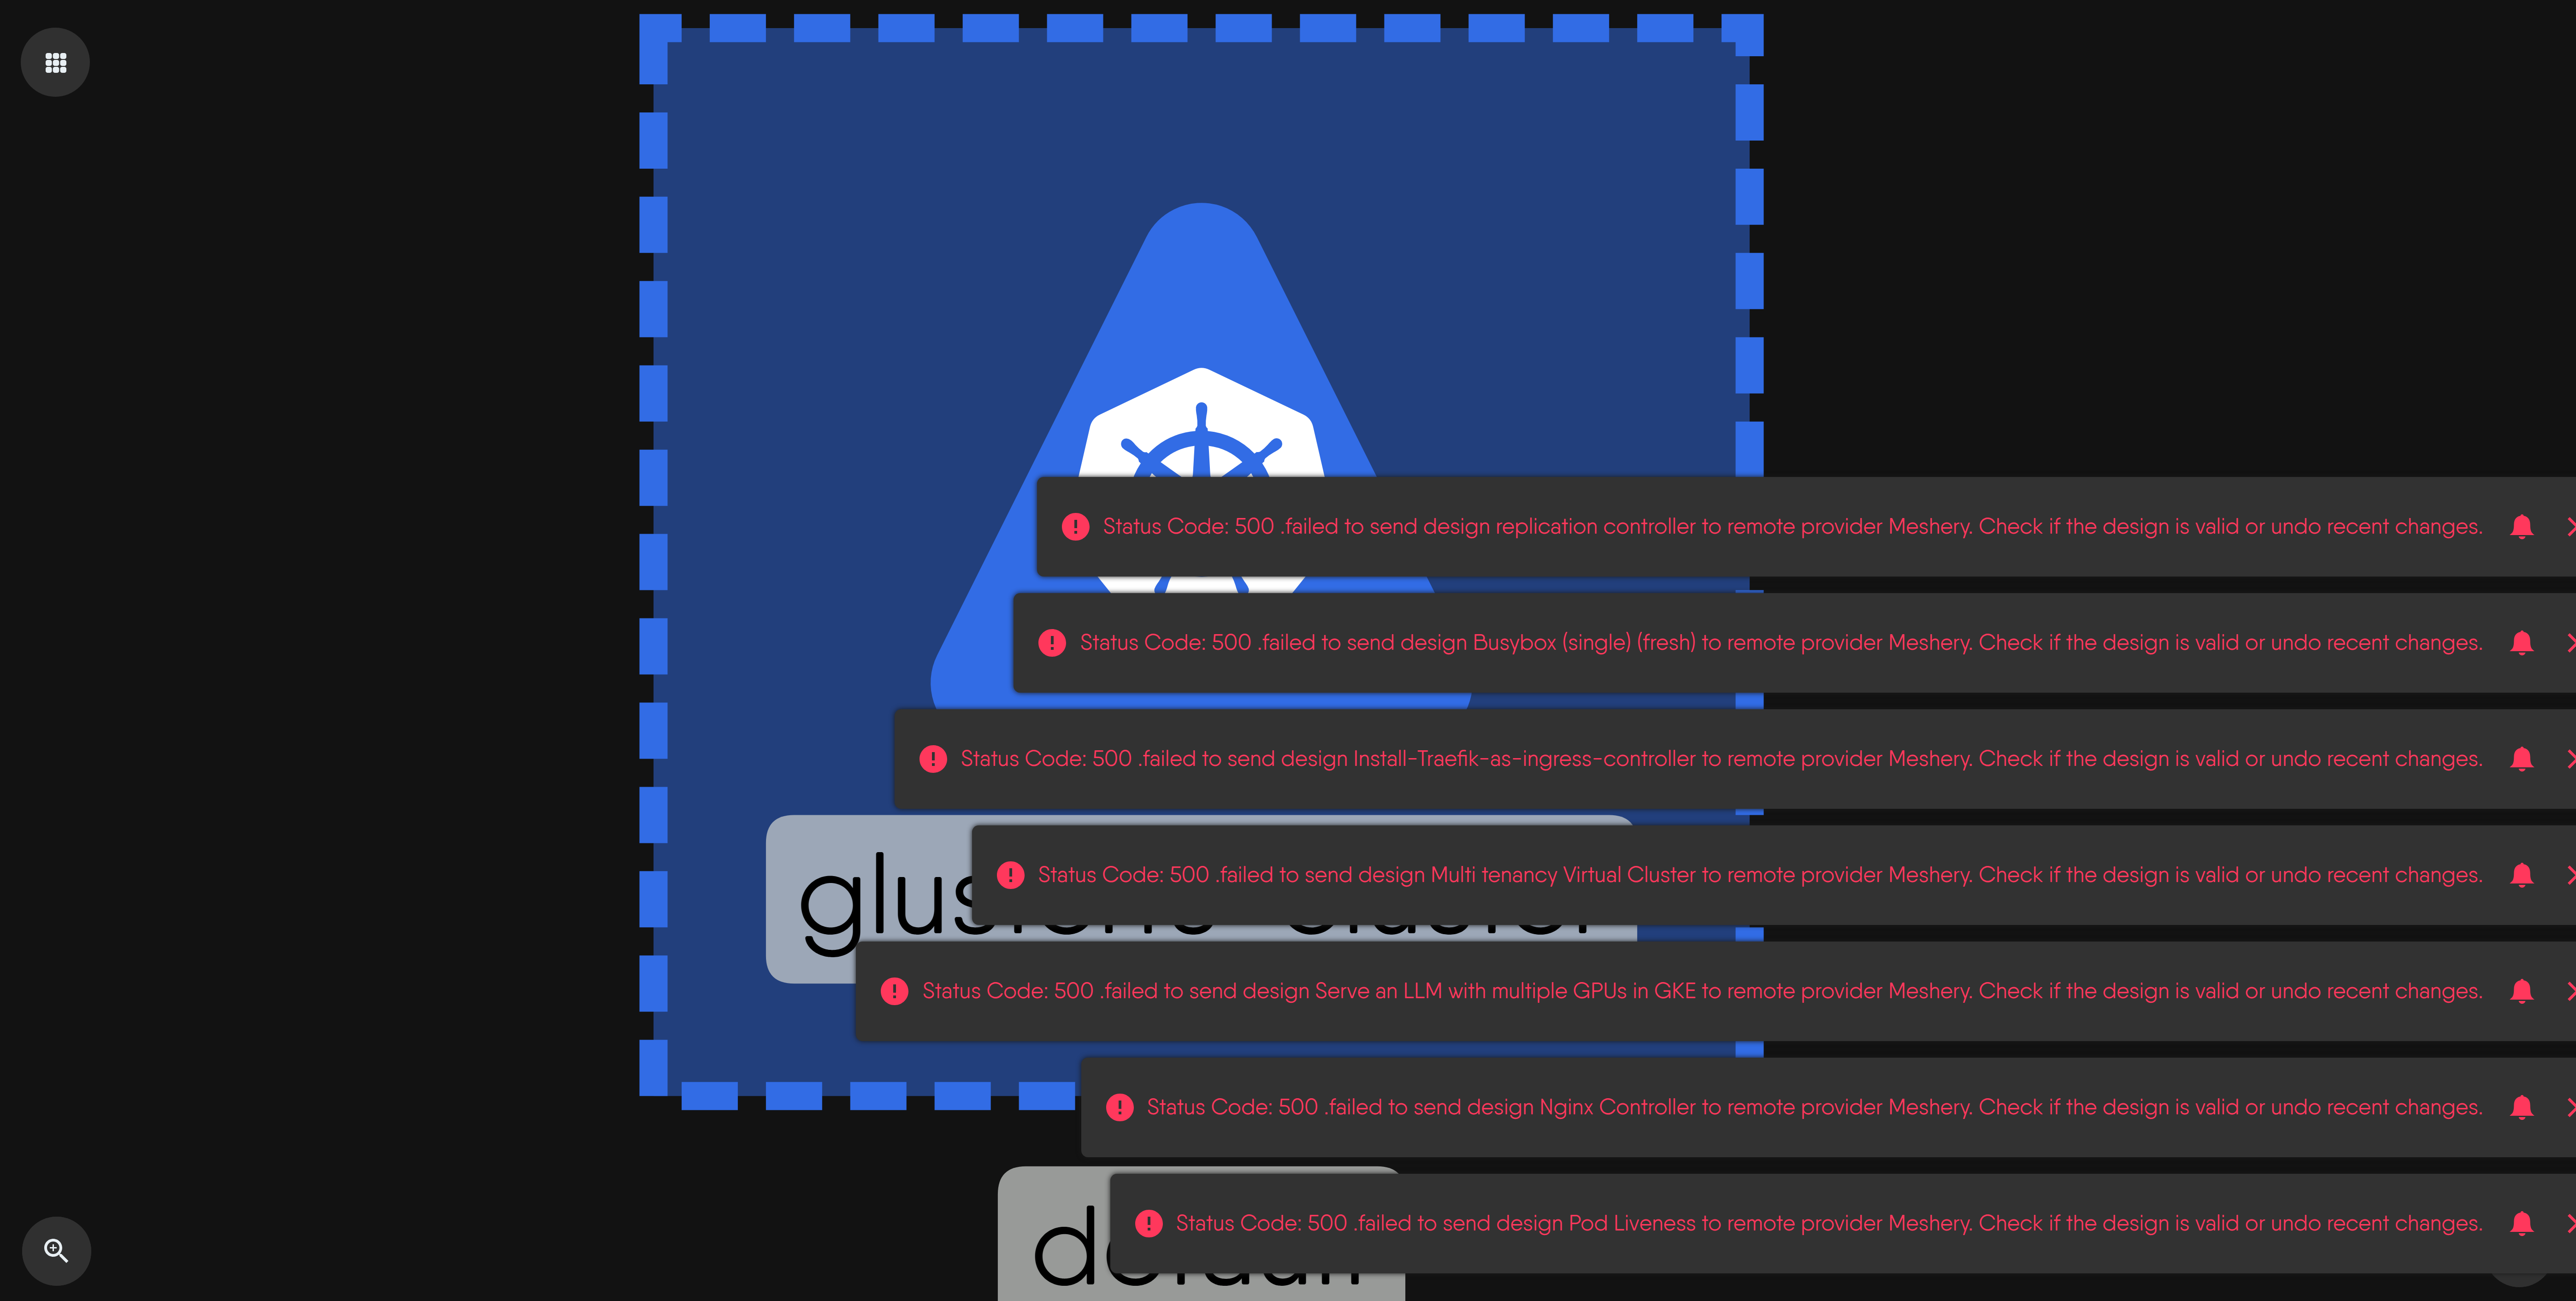 Status Code: 500 .failed to send design replication controller to remote provider Meshery. Check if the design is valid or undo recent changes.
Status Code: 500 .failed to send design Busybox (single) (fresh) to remote provider Meshery. Check if the design is valid or undo recent changes.
Status Code: 500 .failed to send design Install-Traefik-as-ingress-controller to remote provider Meshery. Check if the design is valid or undo recent changes.
Status Code: 500 .failed to send design Multi tenancy Virtual Cluster to remote provider Meshery. Check if the design is valid or undo recent changes.
Status Code: 500 .failed to send design Serve an LLM with multiple GPUs in GKE to remote provider Meshery. Check if the design is valid or undo recent changes.
Status Code: 500 .failed to send design Nginx Controller to remote provider Meshery. Check if the design is valid or undo recent changes.
Status Code: 500 .failed to send design Pod Liveness to remote provider Meshery. Check if the design is valid or undo recent changes.